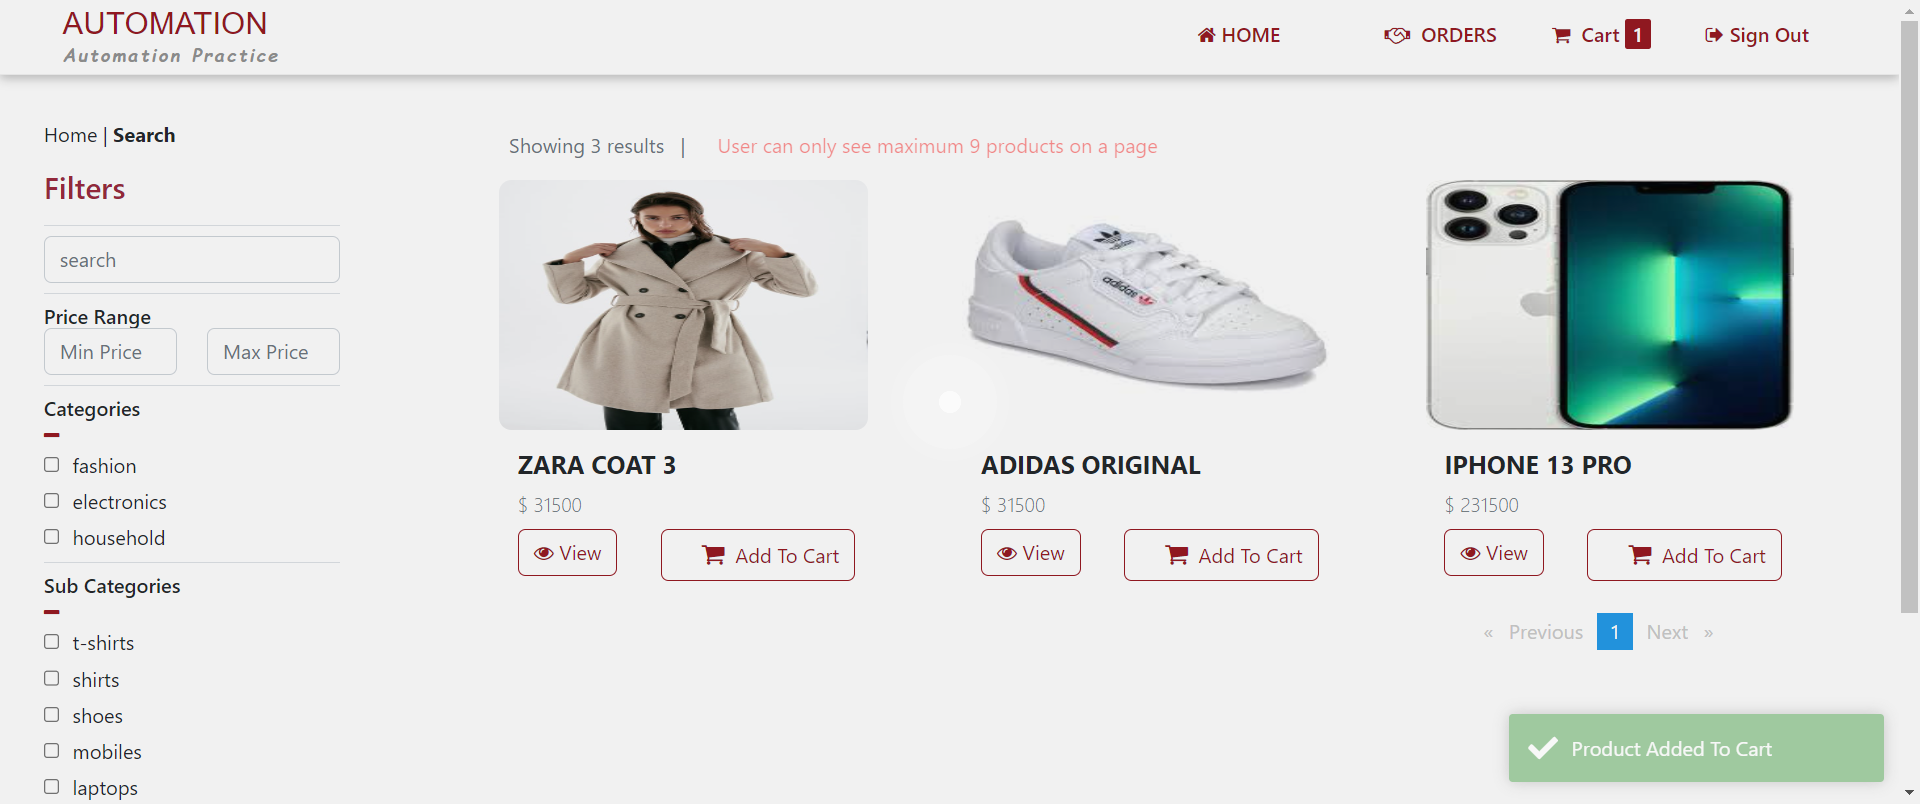 AUTOMATION
Automation Practice
HOME
ORDERS
Cart 1
Sign Out
Home | Search
Showing 3 results |
User can only see maximum 9 products on a page
Filters
search
Price Range
Min Price
Max Price
Categories
fashion
electronics
household
Sub Categories
t-shirts
shirts
shoes
mobiles
laptops
adidas
adidas
ZARA COAT 3
$ 31500
View
Add To Cart
ADIDAS ORIGINAL
$ 31500
View
Add To Cart
IPHONE 13 PRO
$ 231500
View
Add To Cart
« Previous 1 Next »
Product Added To Cart